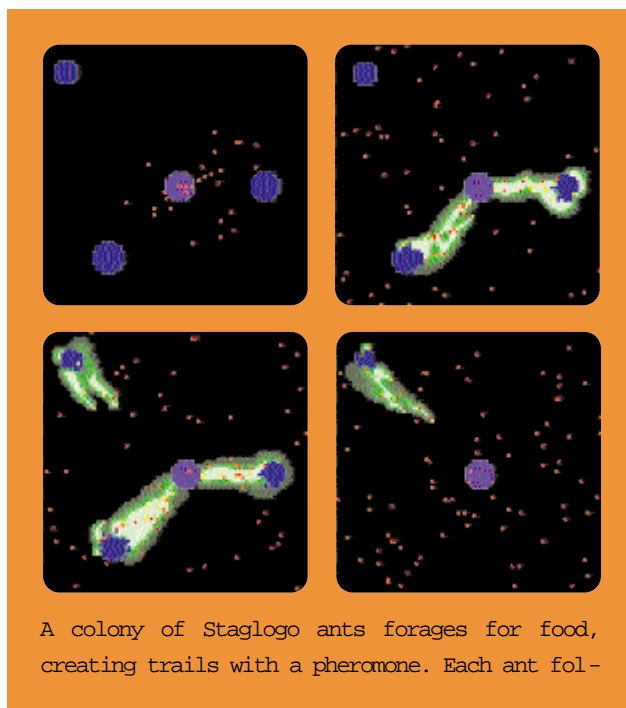 A colony of Staglogo ants forages for food,
creating trails with a pheromone. Each ant fol-